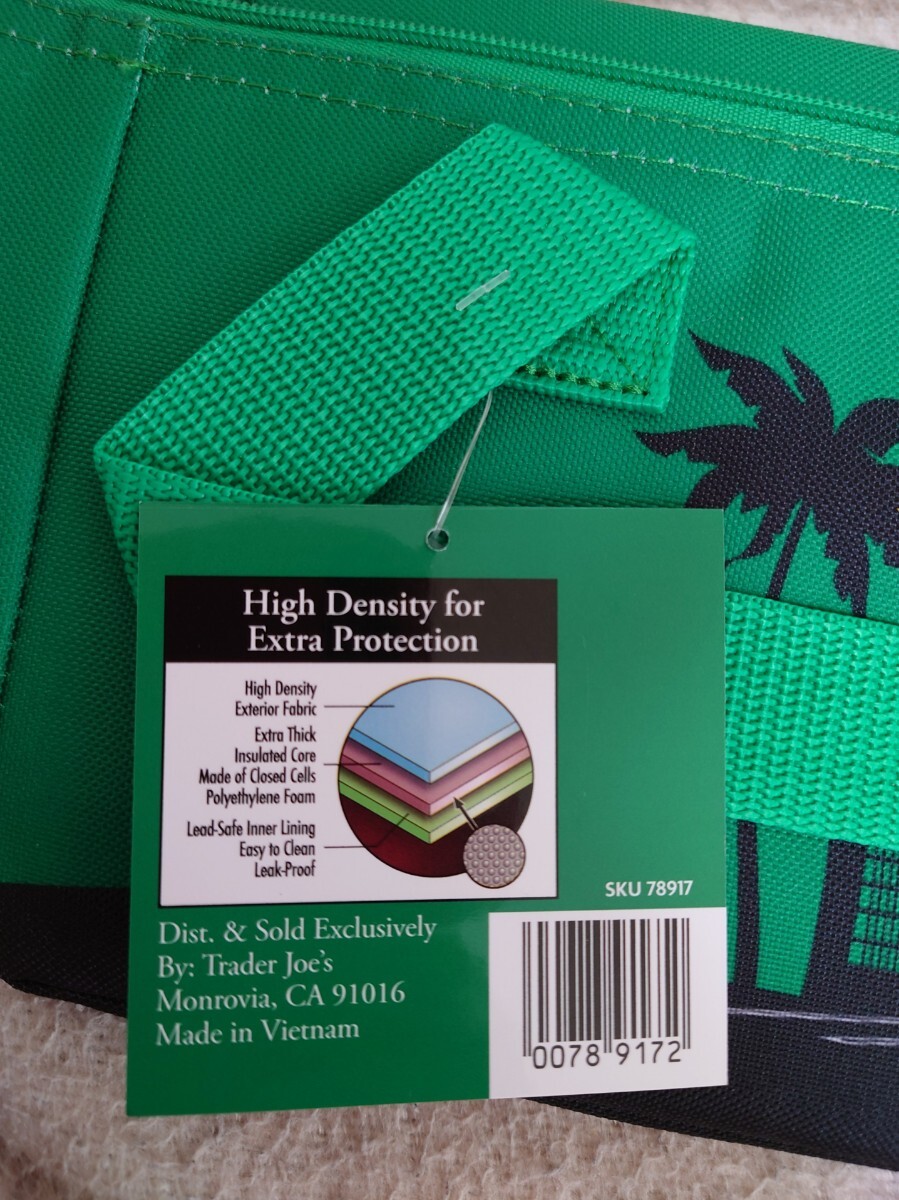 High Density for
Extra Protection
High Density
Exterior Fabric
Extra Thick
Insulated Core
Made of Closed Cells
Polyethylene Foam
Lead-Safe Inner Lining
Easy to Clean
Leak-Proof
SKU 78917
Dist. & Sold Exclusively
By: Trader Joe's
Monrovia, CA 91016
Made in Vietnam
0078 9172